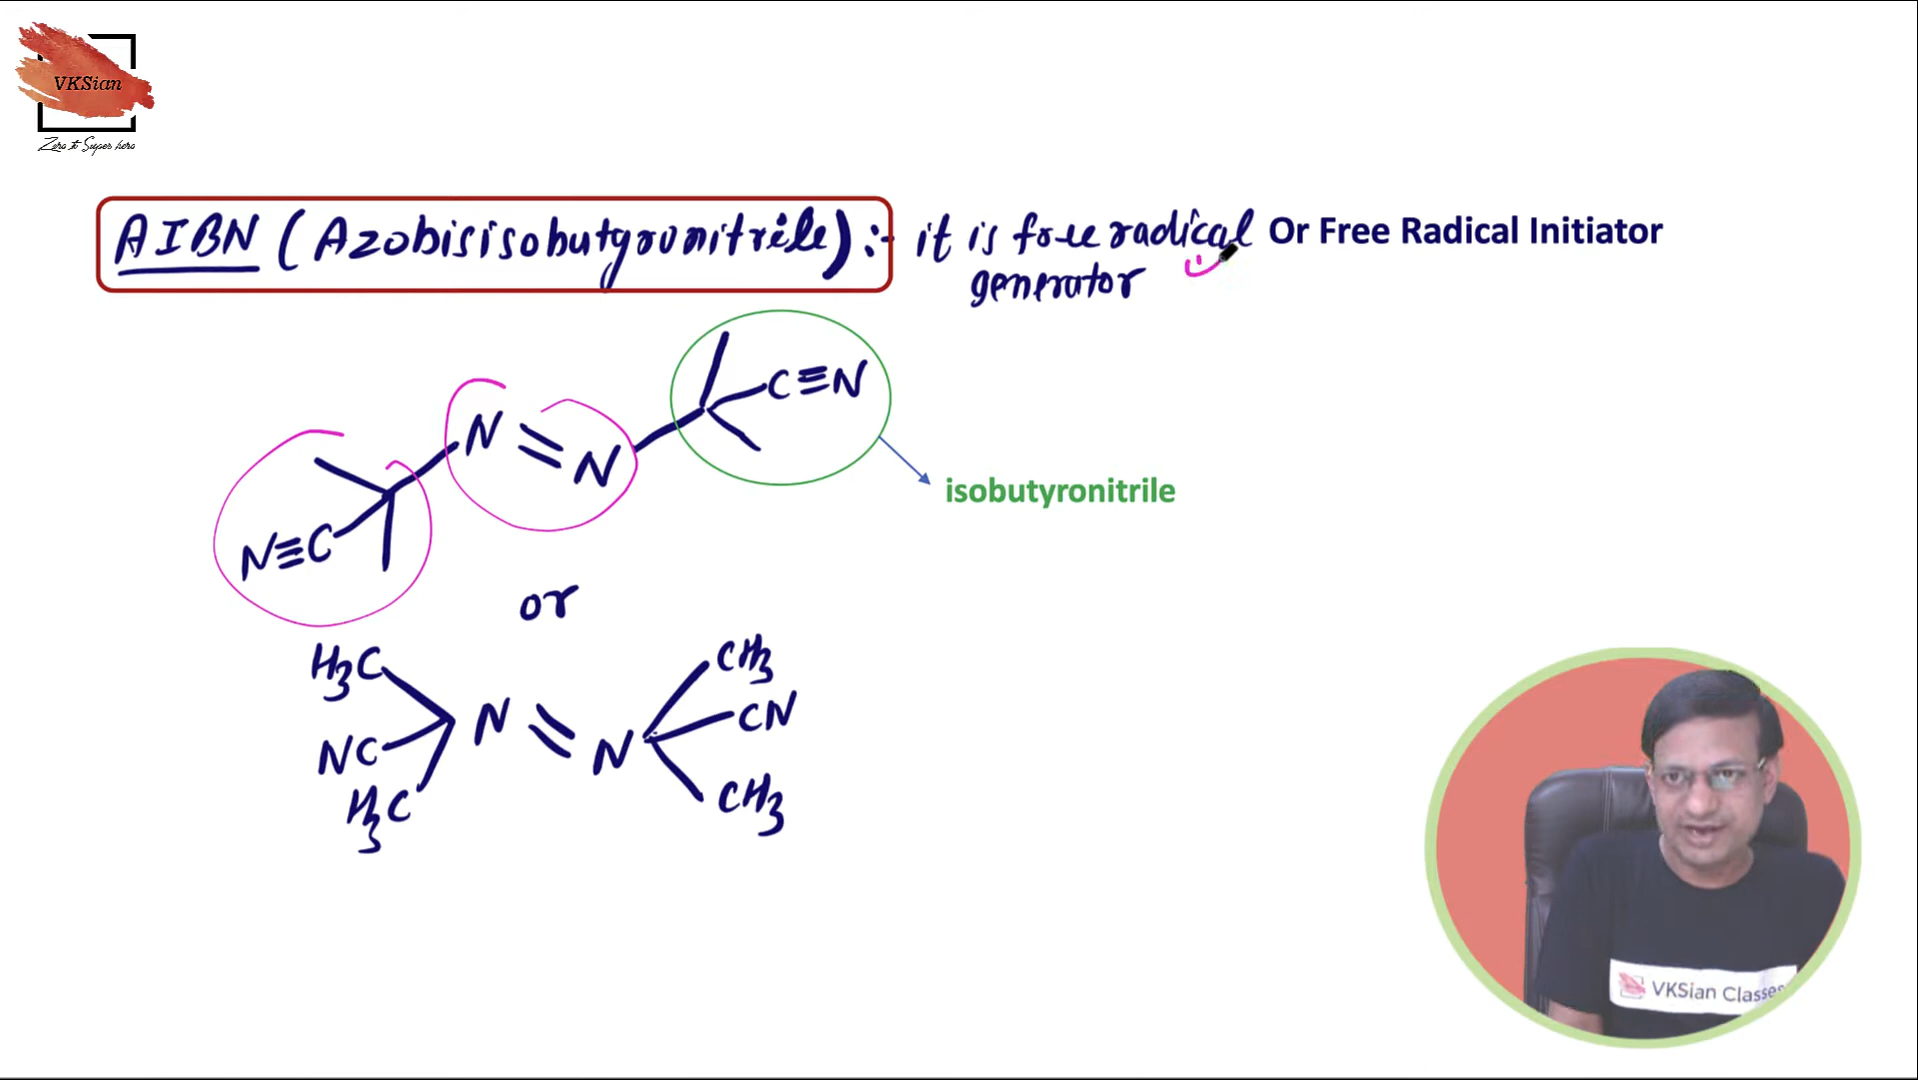 VKSian
Zero to Super hero
AIBN (Azobisisobutyronitrile) :- it is free radical Or Free Radical Initiator
generator
C≡N
N
N
isobutyronitrile
N≡C
or
H3C
CH3
N
CN
NC
N
H3C
CH3
VKSian Classes